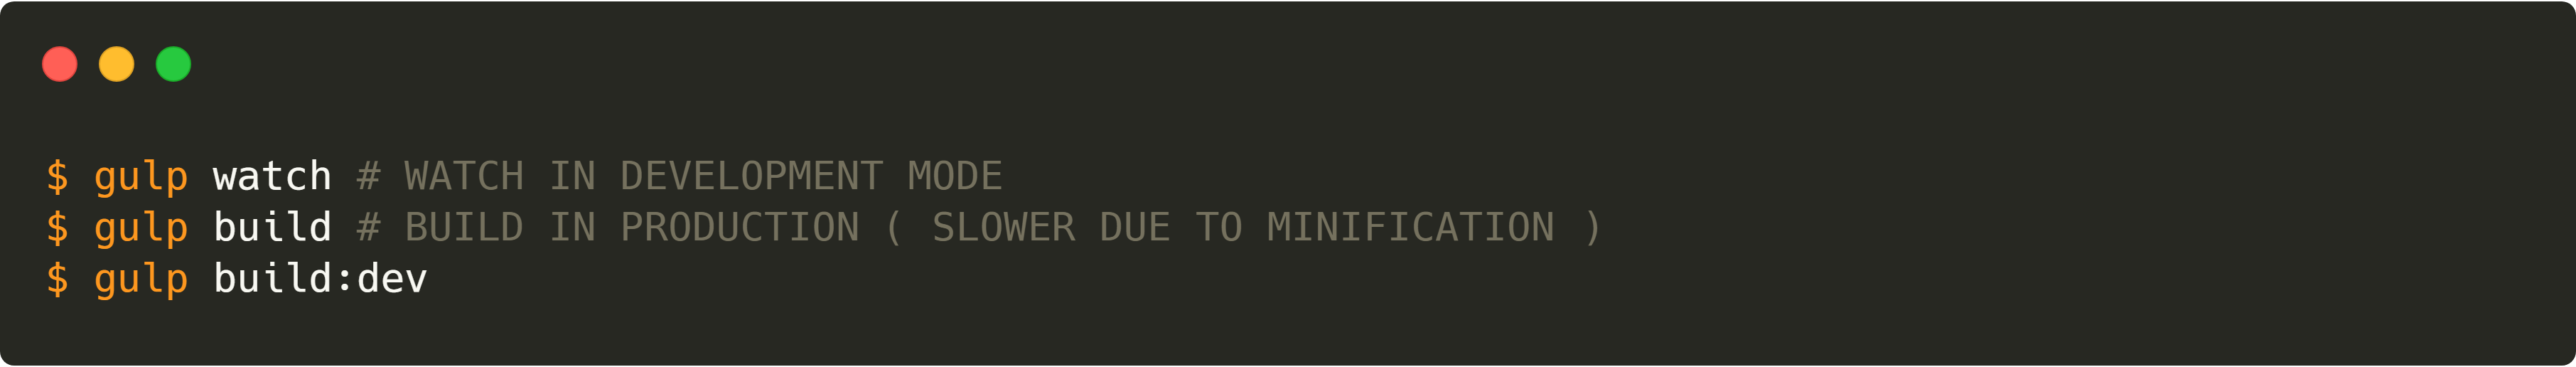 $ gulp watch # WATCH IN DEVELOPMENT MODE
$ gulp build # BUILD IN PRODUCTION ( SLOWER DUE TO MINIFICATION )
$ gulp build:dev